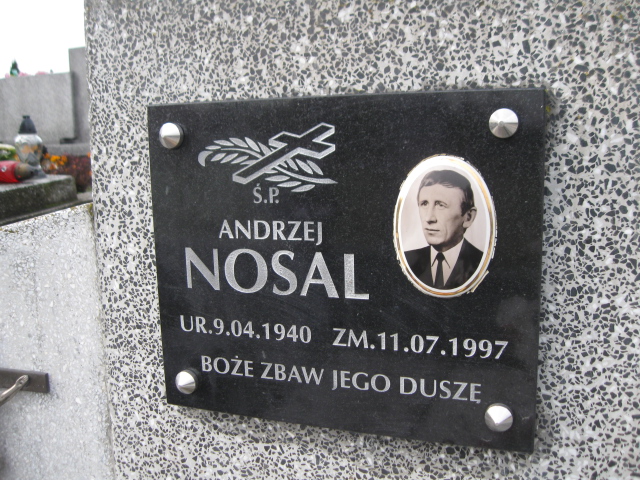 Ś.P.
ANDRZEJ
NOSAL
UR.9.04.1940 ZM.11.07.1997
BOŻE ZBAW JEGO DUSZĘ